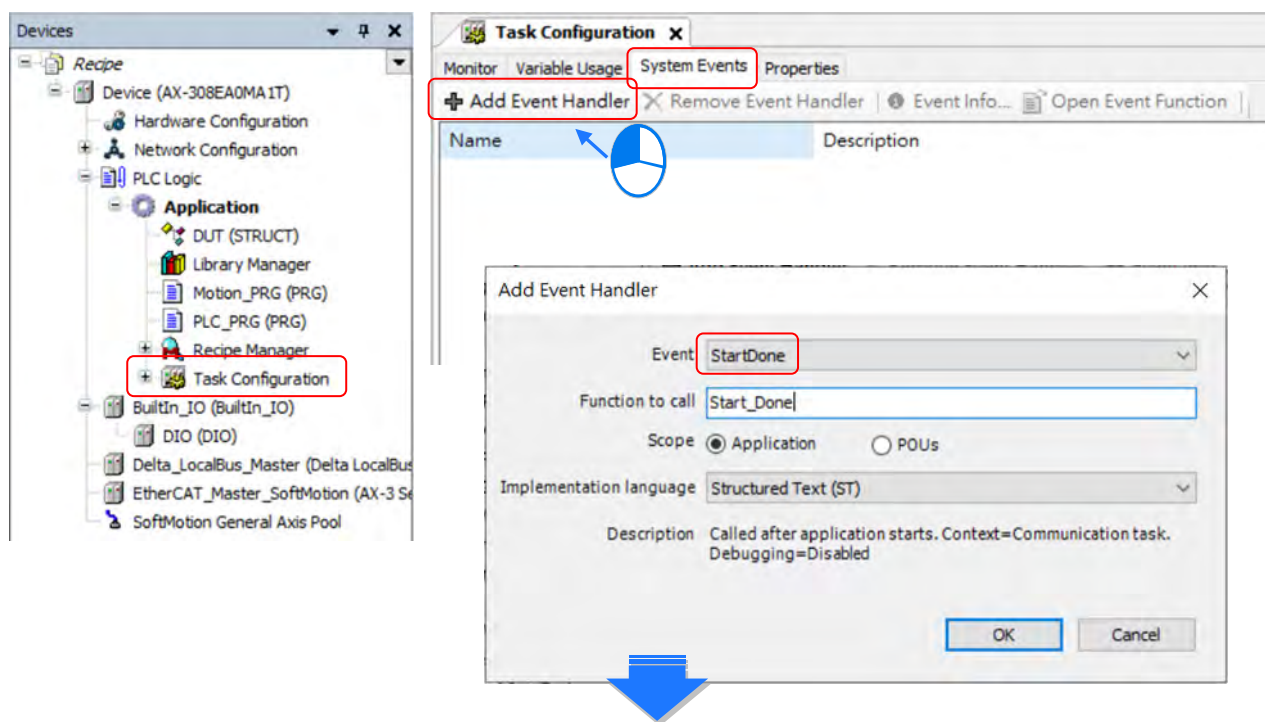 Devices
Recipe
Device (AX-308EA0MA1T)
Hardware Configuration
Network Configuration
PLC Logic
Application
DUT (STRUCT)
Library Manager
Motion_PRG (PRG)
PLC_PRG (PRG)
Recipe Manager
Task Configuration
BuiltIn_IO (BuiltIn_IO)
DIO (DIO)
Delta_LocalBus_Master (Delta LocalBus
EtherCAT_Master_SoftMotion (AX-3 Se
SoftMotion General Axis Pool
Task Configuration
Monitor Variable Usage System Events Properties
Add Event Handler Remove Event Handler Event Info... Open Event Function
Name Description
Add Event Handler
Event StartDone
Function to call Start_Done
Scope Application POUs
Implementation language Structured Text (ST)
Description Called after application starts. Context=Communication task.
Debugging=Disabled
OK Cancel